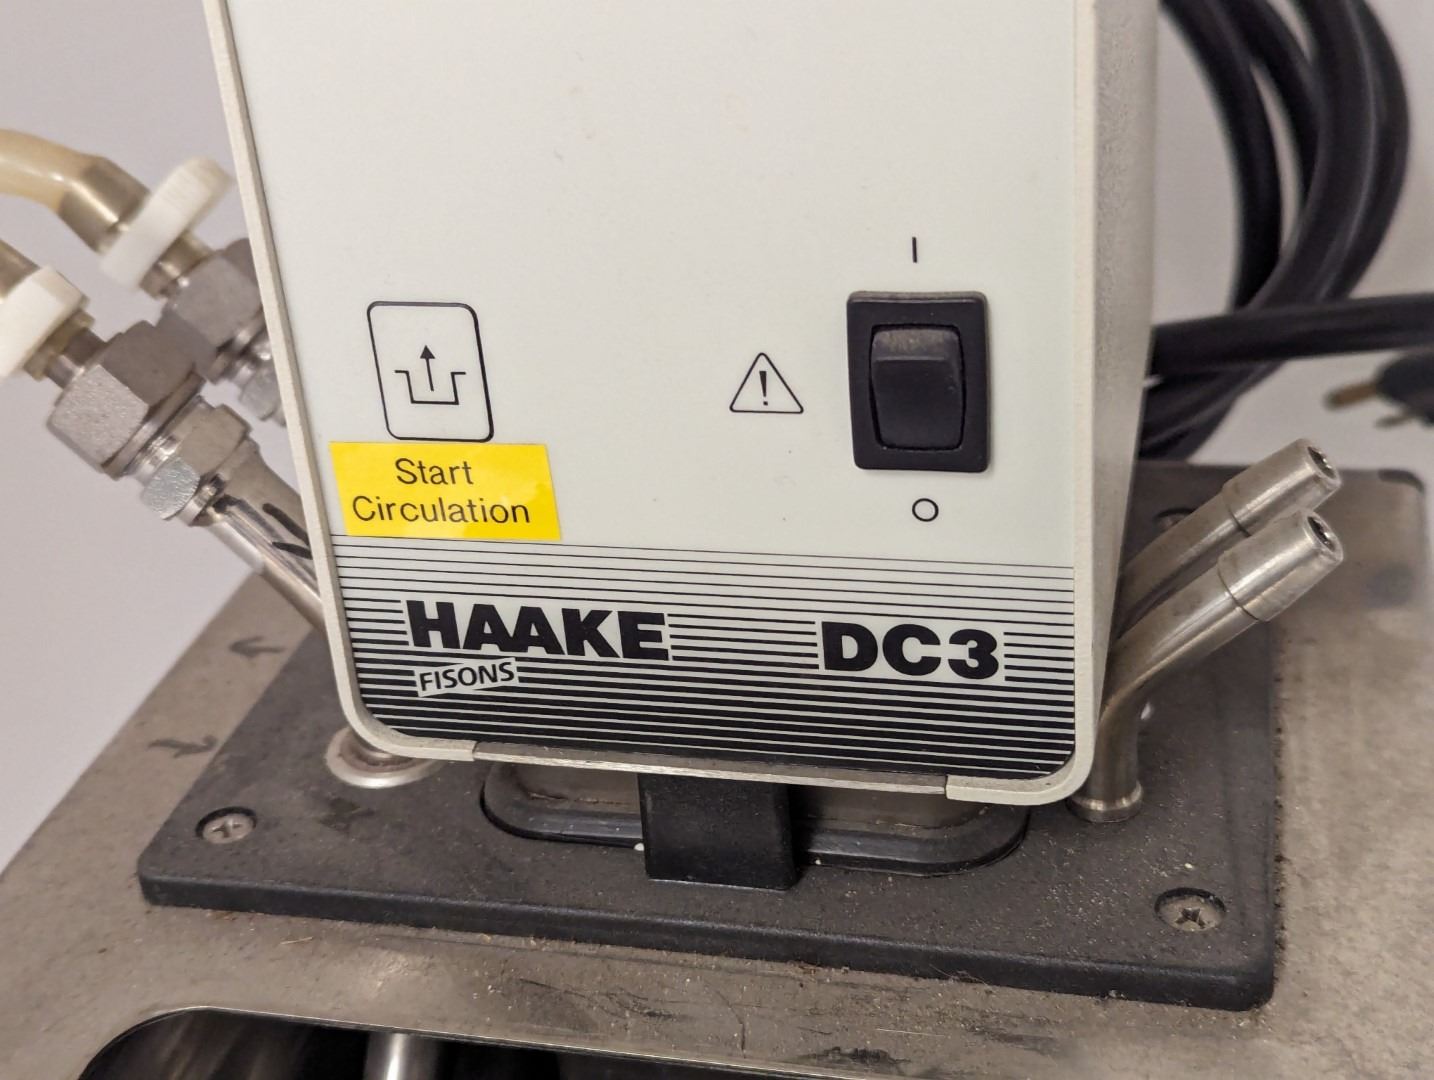 I
Start
Circulation
O
HAAKE DC3
FISONS